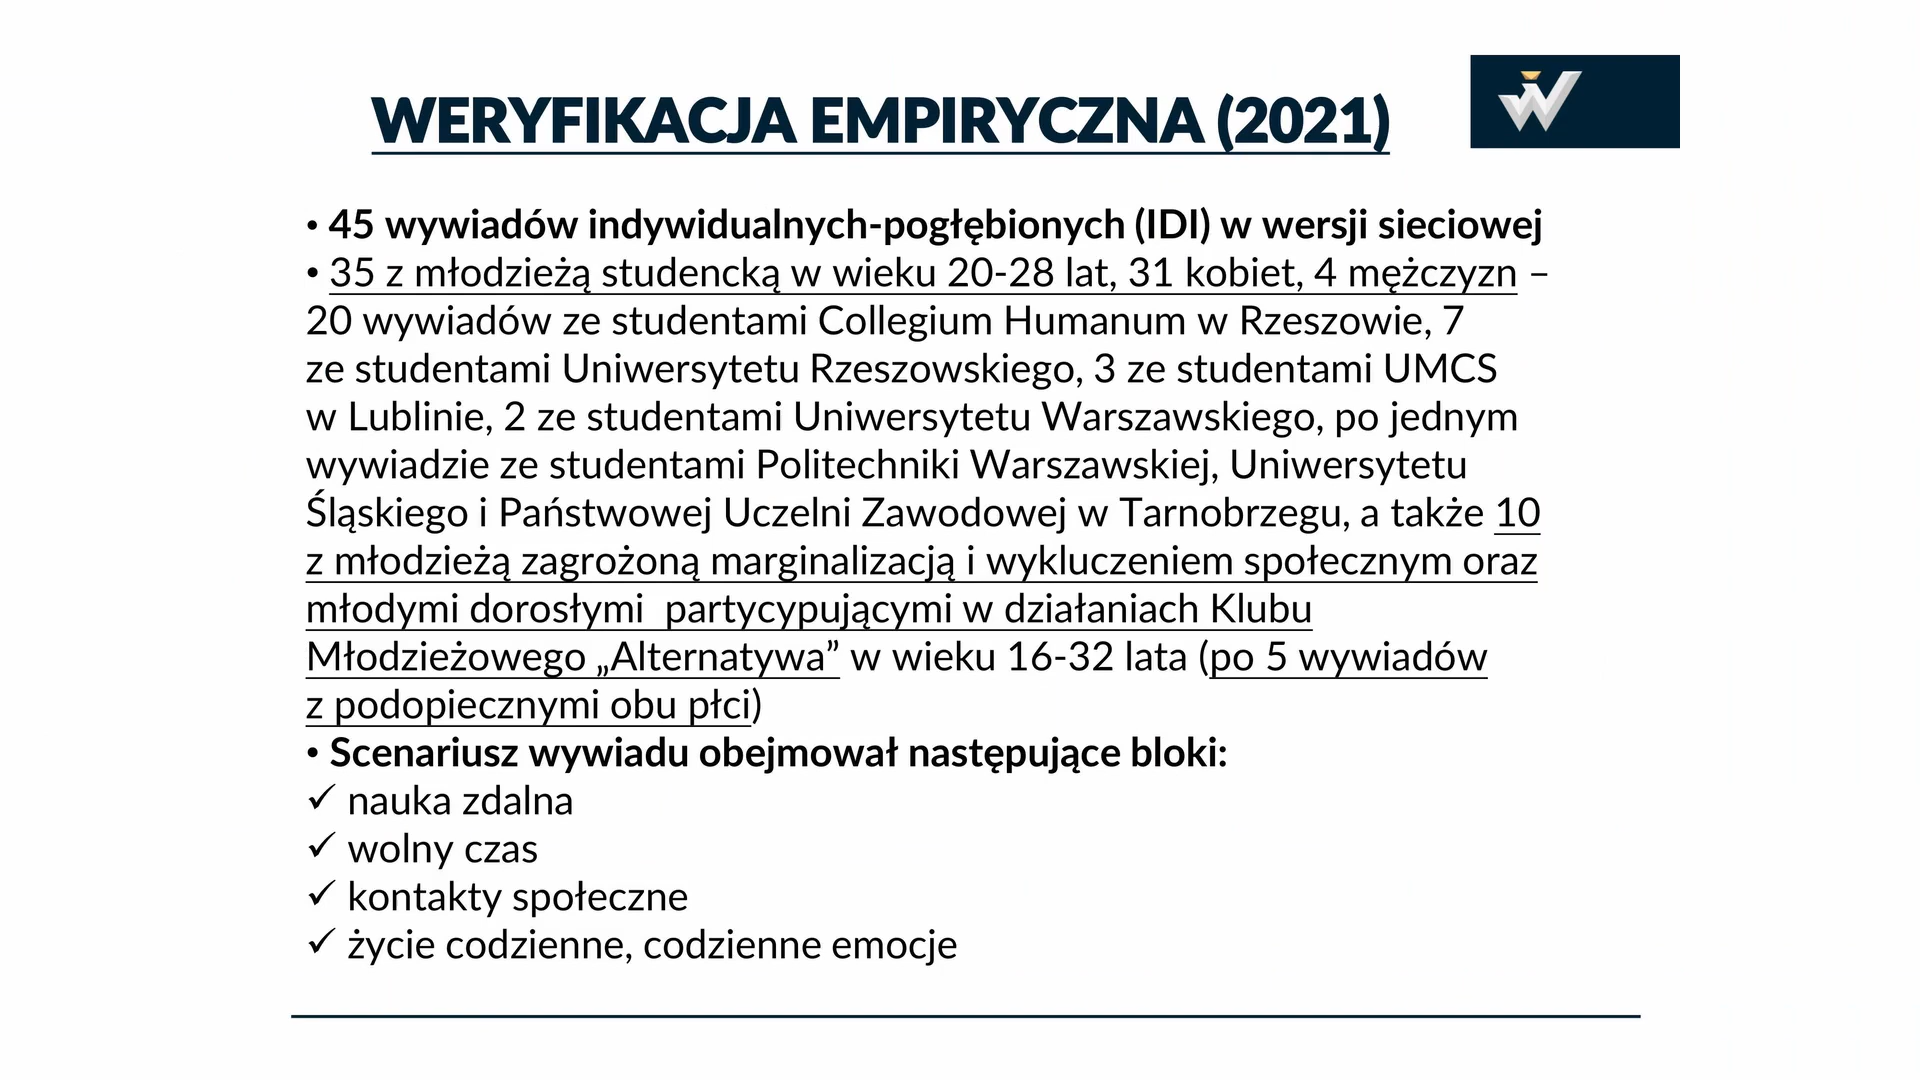 WERYFIKACJA EMPIRYCZNA (2021)
• 45 wywiadów indywidualnych-pogłębionych (IDI) w wersji sieciowej
• 35 z młodzieżą studencką w wieku 20-28 lat, 31 kobiet, 4 mężczyzn –
20 wywiadów ze studentami Collegium Humanum w Rzeszowie, 7
ze studentami Uniwersytetu Rzeszowskiego, 3 ze studentami UMCS
w Lublinie, 2 ze studentami Uniwersytetu Warszawskiego, po jednym
wywiadzie ze studentami Politechniki Warszawskiej, Uniwersytetu
Śląskiego i Państwowej Uczelni Zawodowej w Tarnobrzegu, a także 10
z młodzieżą zagrożoną marginalizacją i wykluczeniem społecznym oraz
młodymi dorosłymi  partycypującymi w działaniach Klubu
Młodzieżowego „Alternatywa” w wieku 16-32 lata (po 5 wywiadów
z podopiecznymi obu płci)
• Scenariusz wywiadu obejmował następujące bloki:
✓ nauka zdalna
✓ wolny czas
✓ kontakty społeczne
✓ życie codzienne, codzienne emocje